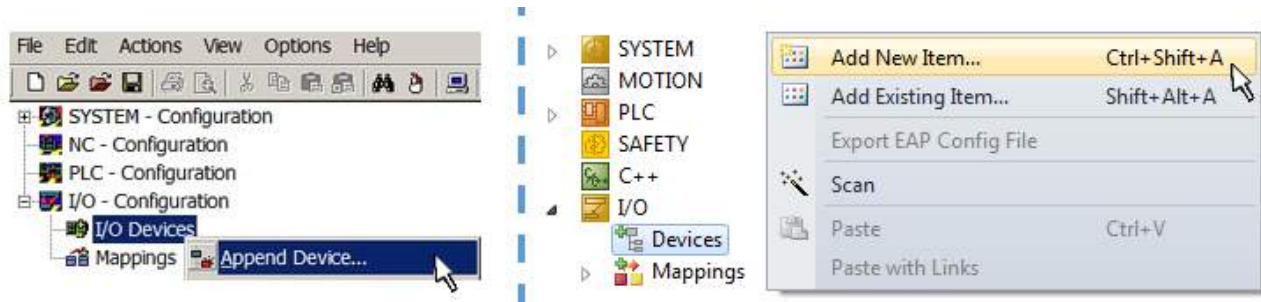 File Edit Actions View Options Help
SYSTEM - Configuration
NC - Configuration
PLC - Configuration
I/O - Configuration
I/O Devices
Mappings
Append Device...
SYSTEM
MOTION
PLC
SAFETY
C++
I/O
Devices
Mappings
Add New Item... Ctrl+Shift+A
Add Existing Item... Shift+Alt+A
Export EAP Config File
Scan
Paste Ctrl+V
Paste with Links